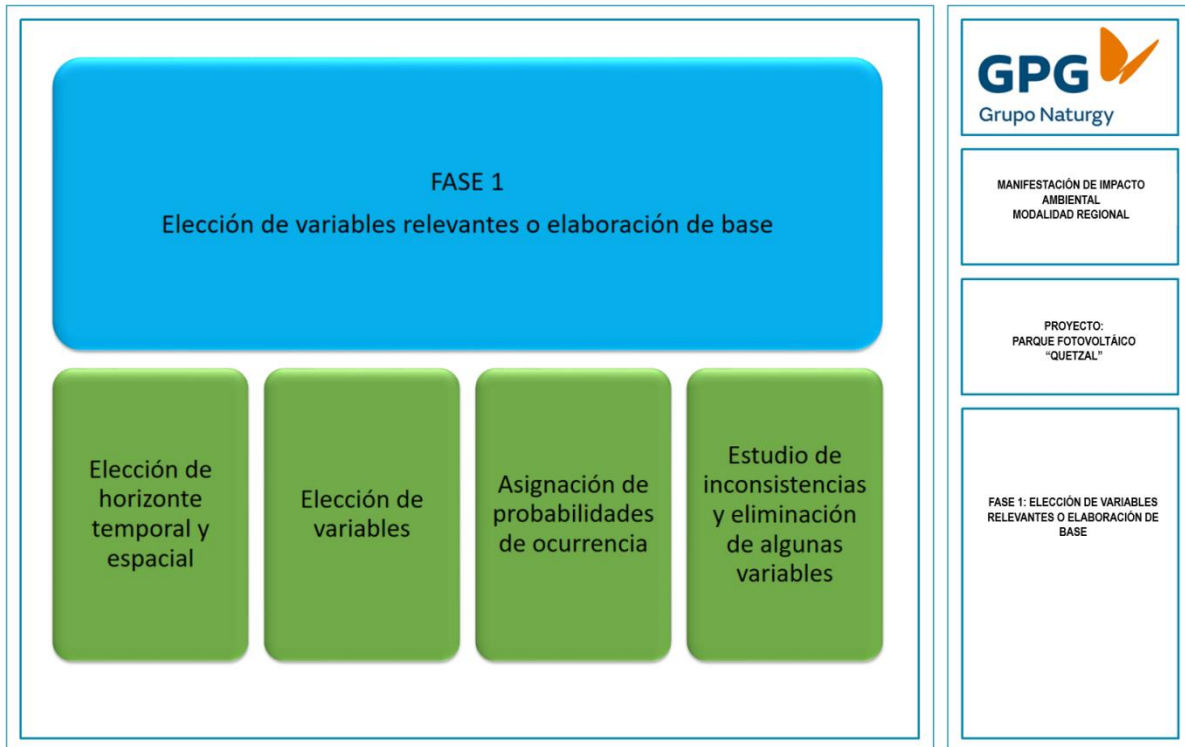 FASE 1
Elección de variables relevantes o elaboración de base
Elección de
horizonte
temporal y
espacial
Elección de
variables
Asignación de
probabilidades
de ocurrencia
Estudio de
inconsistencias
y eliminación
de algunas
variables
GPG
Grupo Naturgy
MANIFESTACIÓN DE IMPACTO
AMBIENTAL
MODALIDAD REGIONAL
PROYECTO:
PARQUE FOTOVOLTÁICO
“QUETZAL”
FASE 1: ELECCIÓN DE VARIABLES
RELEVANTES O ELABORACIÓN DE
BASE